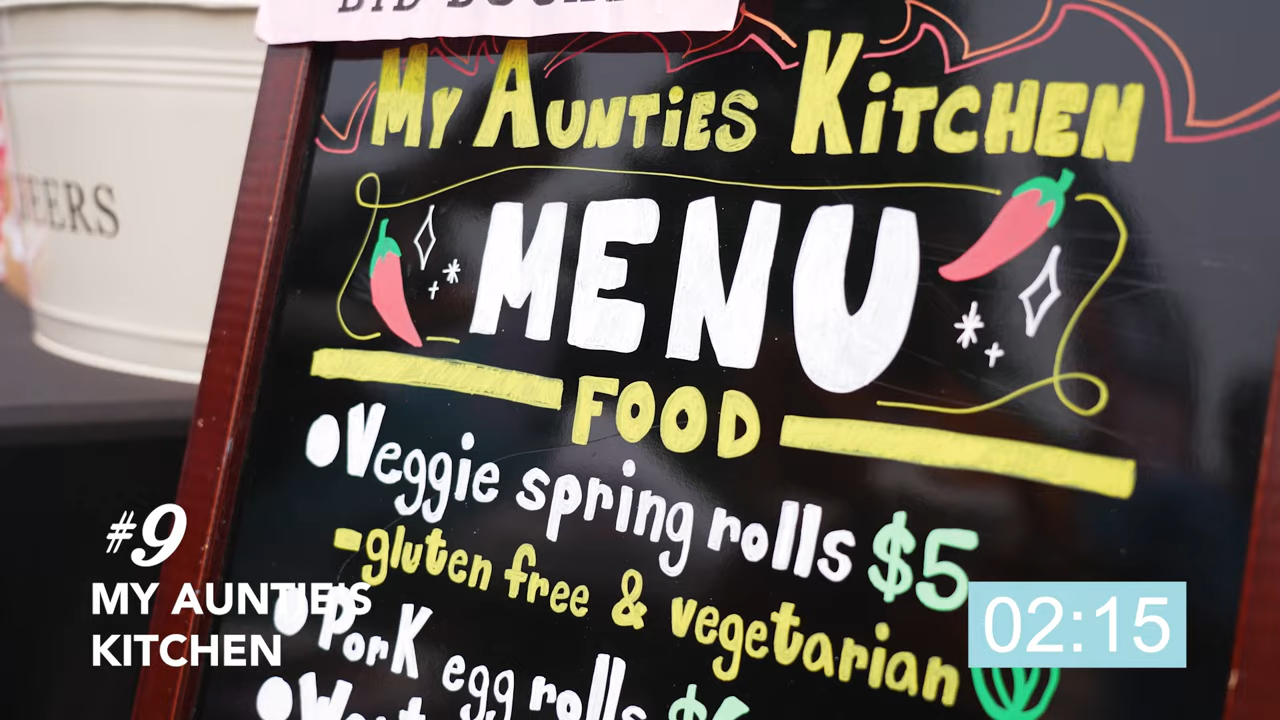 MY AUNTIES KITCHEN
MENU
FOOD
Veggie spring rolls $5
-gluten free & vegetarian
Pork egg rolls
#9
MY AUNTIE'S
KITCHEN
02:15